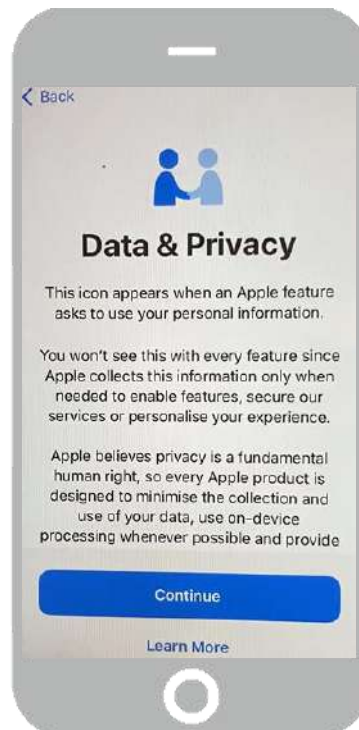 Back
Data & Privacy
This icon appears when an Apple feature
asks to use your personal information.
You won't see this with every feature since
Apple collects this information only when
needed to enable features, secure our
services or personalise your experience.
Apple believes privacy is a fundamental
human right, so every Apple product is
designed to minimise the collection and
use of your data, use on-device
processing whenever possible and provide
Continue
Learn More